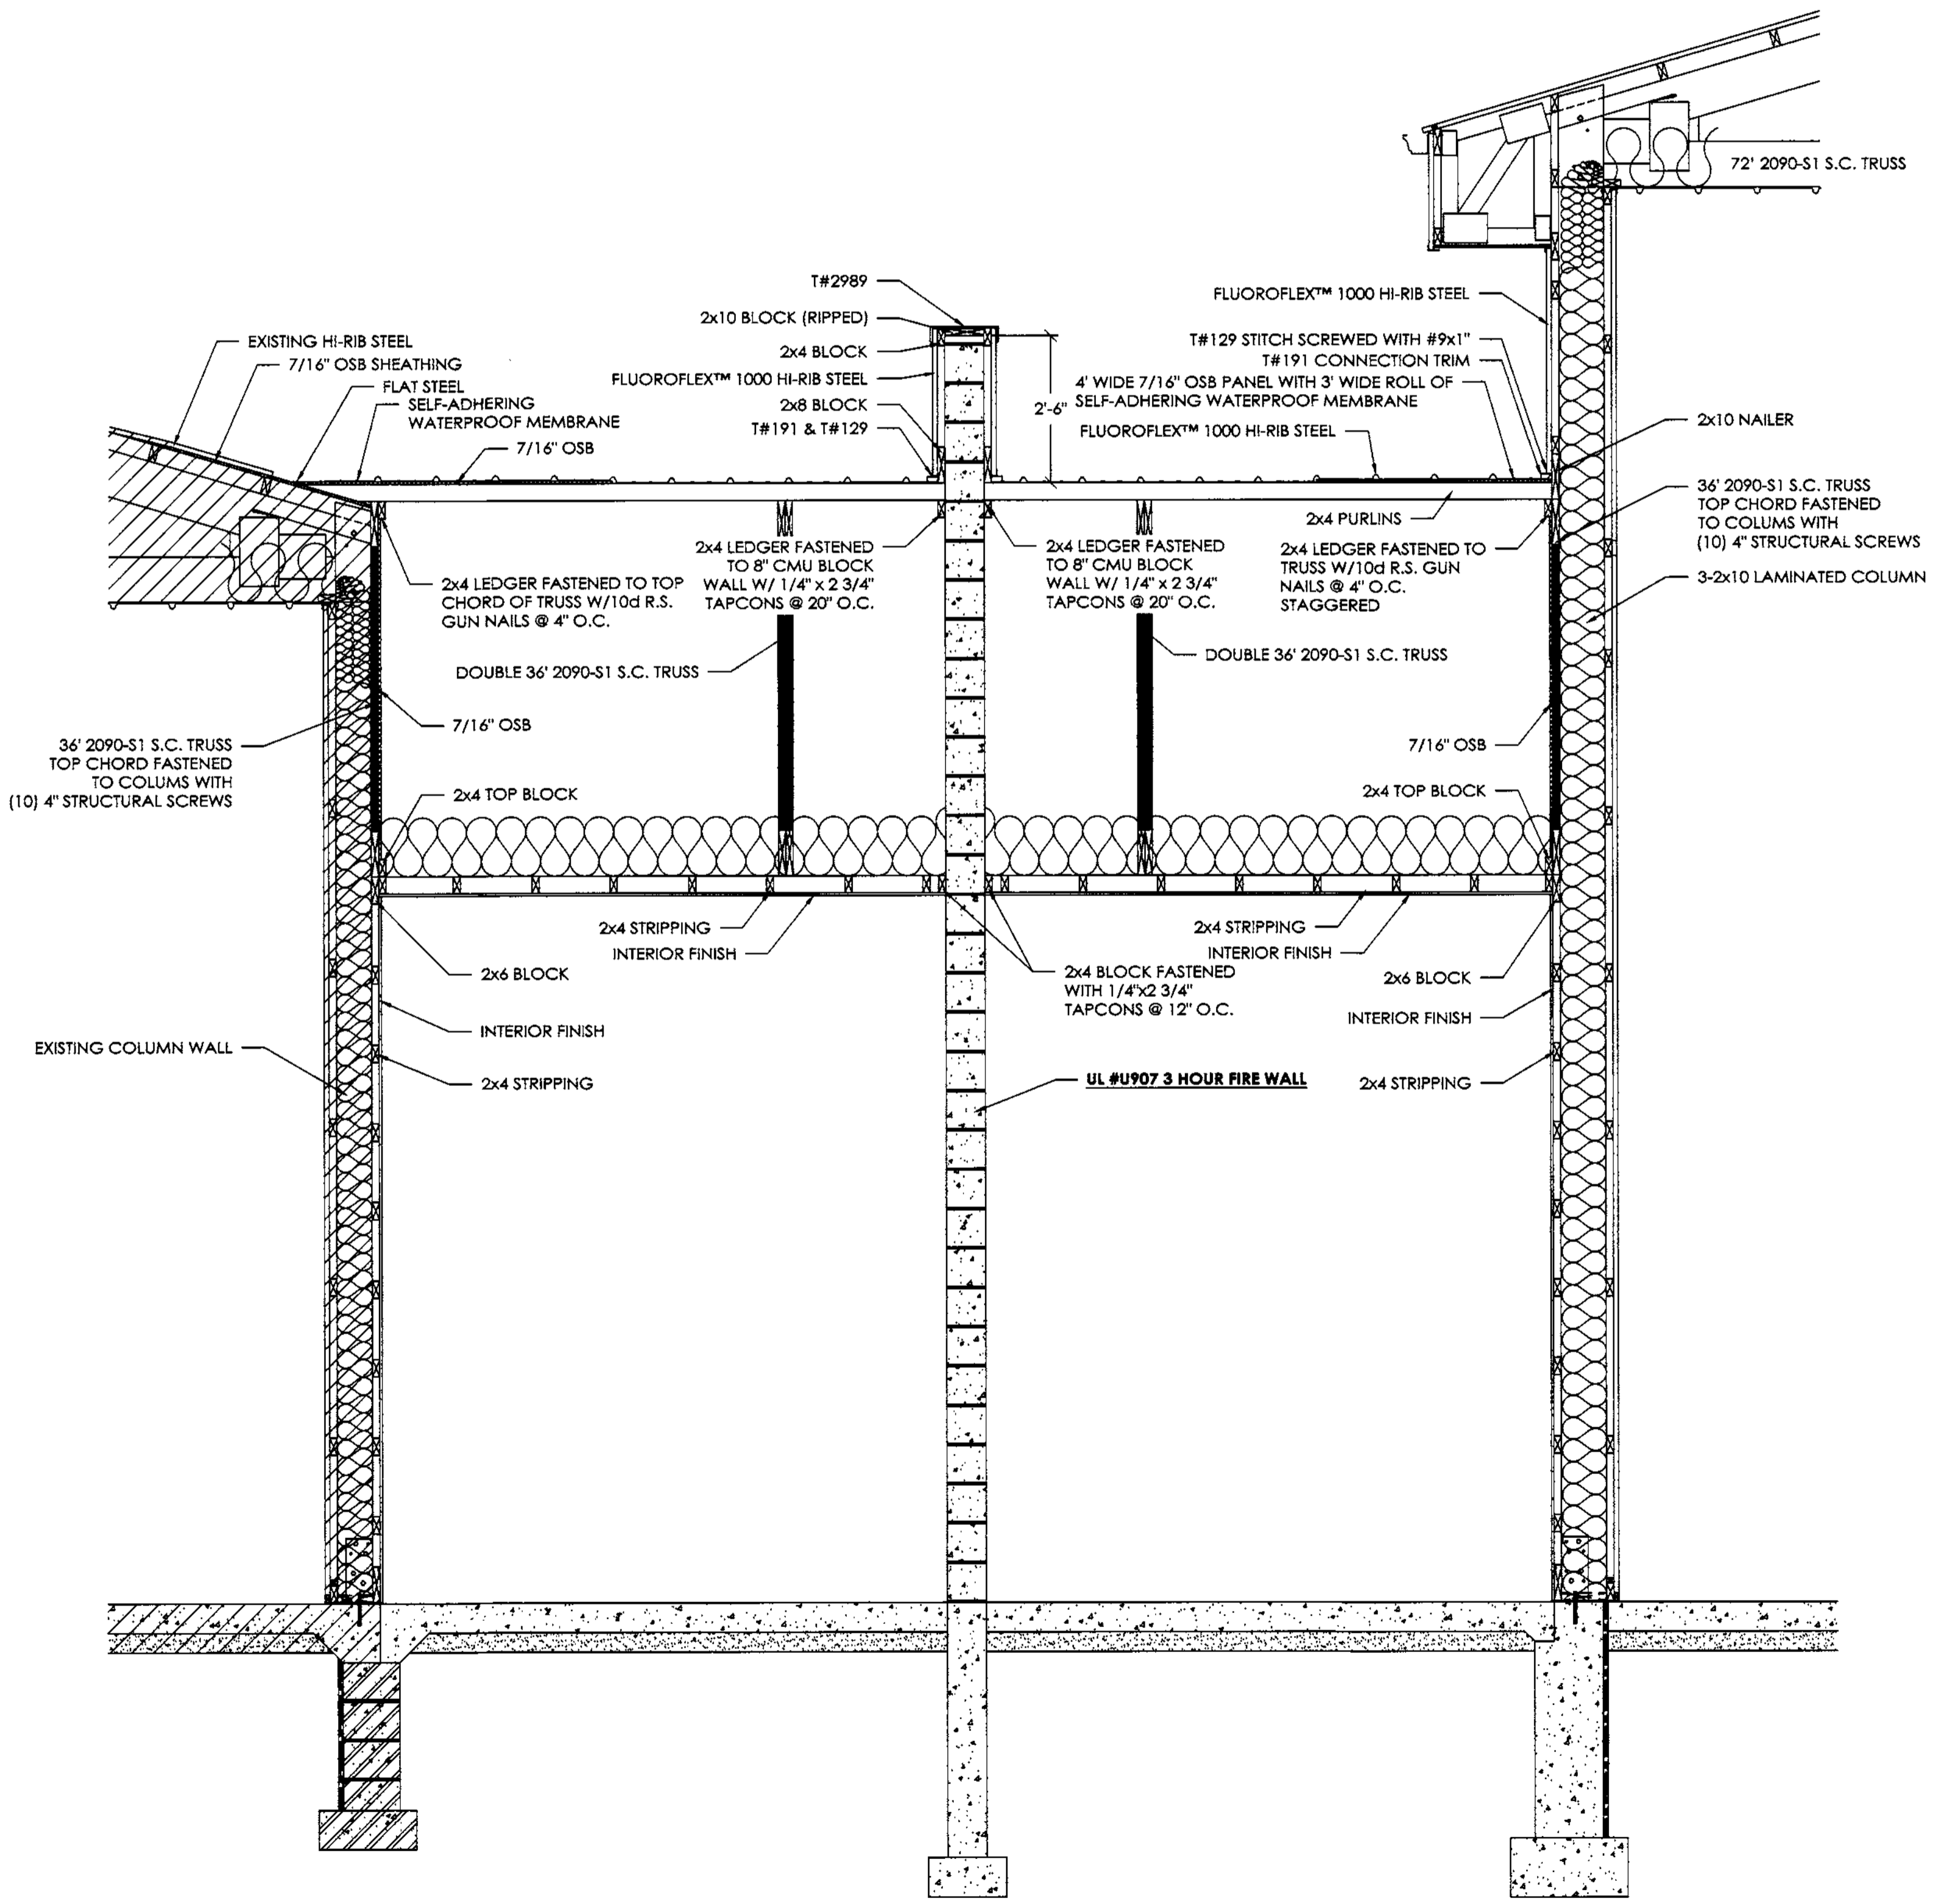 72' 2090-S1 S.C. TRUSS
T#2989
2x10 BLOCK (RIPPED)
2x4 BLOCK
FLUOROFLEX™ 1000 HI-RIB STEEL
2x8 BLOCK
T#191 & T#129
2'-6"
EXISTING HI-RIB STEEL
7/16" OSB SHEATHING
FLAT STEEL
SELF-ADHERING
WATERPROOF MEMBRANE
7/16" OSB
FLUOROFLEX™ 1000 HI-RIB STEEL
T#129 STITCH SCREWED WITH #9x1"
T#191 CONNECTION TRIM
4' WIDE 7/16" OSB PANEL WITH 3' WIDE ROLL OF
SELF-ADHERING WATERPROOF MEMBRANE
FLUOROFLEX™ 1000 HI-RIB STEEL
2x10 NAILER
36' 2090-S1 S.C. TRUSS
TOP CHORD FASTENED
TO COLUMS WITH
(10) 4" STRUCTURAL SCREWS
3-2x10 LAMINATED COLUMN
2x4 PURLINS
2x4 LEDGER FASTENED TO TOP
CHORD OF TRUSS W/10d R.S.
GUN NAILS @ 4" O.C.
2x4 LEDGER FASTENED
TO 8" CMU BLOCK
WALL W/ 1/4" x 2 3/4"
TAPCONS @ 20" O.C.
2x4 LEDGER FASTENED
TO 8" CMU BLOCK
WALL W/ 1/4" x 2 3/4"
TAPCONS @ 20" O.C.
2x4 LEDGER FASTENED TO
TRUSS W/10d R.S. GUN
NAILS @ 4" O.C.
STAGGERED
DOUBLE 36' 2090-S1 S.C. TRUSS
DOUBLE 36' 2090-S1 S.C. TRUSS
7/16" OSB
7/16" OSB
36' 2090-S1 S.C. TRUSS
TOP CHORD FASTENED
TO COLUMS WITH
(10) 4" STRUCTURAL SCREWS
2x4 TOP BLOCK
2x4 TOP BLOCK
2x4 STRIPPING
INTERIOR FINISH
2x4 STRIPPING
INTERIOR FINISH
2x6 BLOCK
2x4 BLOCK FASTENED
WITH 1/4"x2 3/4"
TAPCONS @ 12" O.C.
2x6 BLOCK
INTERIOR FINISH
INTERIOR FINISH
EXISTING COLUMN WALL
2x4 STRIPPING
UL #U907 3 HOUR FIRE WALL
2x4 STRIPPING